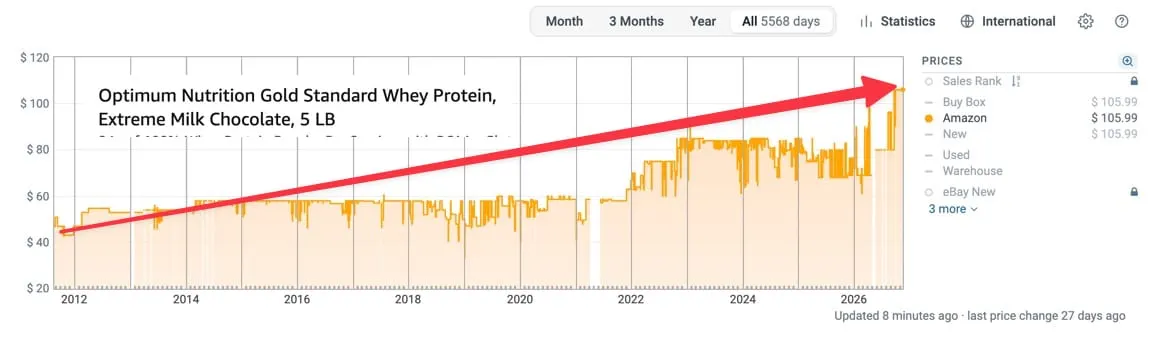 Month 3 Months Year All 5568 days Statistics International
$ 120
$ 100
$ 80
$ 60
$ 40
$ 20
Optimum Nutrition Gold Standard Whey Protein,
Extreme Milk Chocolate, 5 LB
2012 2014 2016 2018 2020 2022 2024 2026
PRICES
Sales Rank
Buy Box $ 105.99
Amazon $ 105.99
New $ 105.99
Used
Warehouse
eBay New
3 more
Updated 8 minutes ago · last price change 27 days ago